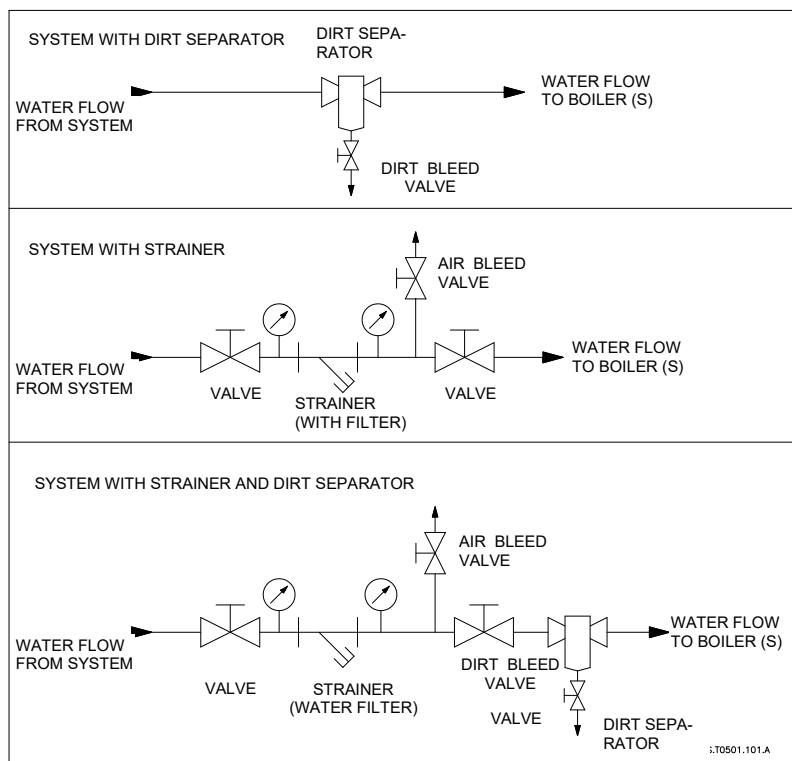 SYSTEM WITH DIRT SEPARATOR
DIRT SEPA-
RATOR
WATER FLOW
FROM SYSTEM
WATER FLOW
TO BOILER (S)
DIRT BLEED
VALVE
SYSTEM WITH STRAINER
AIR BLEED
VALVE
WATER FLOW
FROM SYSTEM
VALVE
STRAINER
(WITH FILTER)
VALVE
WATER FLOW
TO BOILER (S)
SYSTEM WITH STRAINER AND DIRT SEPARATOR
AIR BLEED
VALVE
WATER FLOW
FROM SYSTEM
VALVE
STRAINER
(WATER FILTER)
DIRT BLEED
VALVE
VALVE
WATER FLOW
TO BOILER (S)
DIRT SEPA-
RATOR
.T0501.101.A